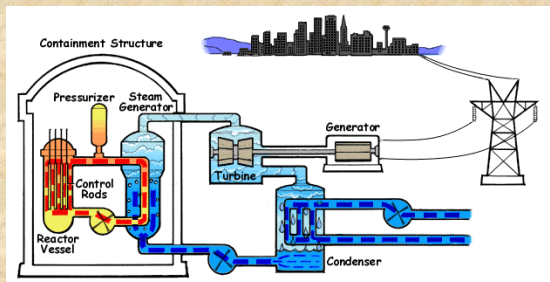 Containment Structure
Pressurizer
Steam
Generator
Generator
Turbine
Control
Rods
Reactor
Vessel
Condenser